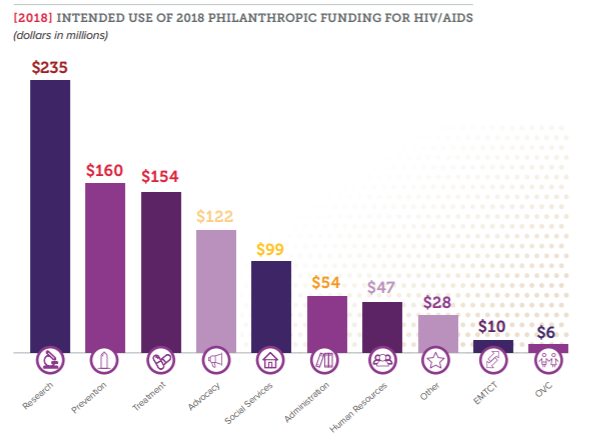 [2018] INTENDED USE OF 2018 PHILANTHROPIC FUNDING FOR HIV/AIDS
(dollars in millions)
$235
$160
$154
$122
$99
$54
$47
$28
$10
$6
Research
Prevention
Treatment
Advocacy
Social Services
Administration
Human Resources
Other
EMTCT
OVC